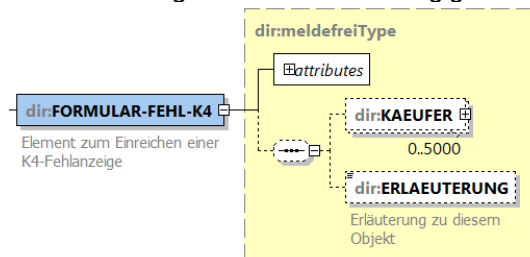 dir:meldefreiType
attributes
dir:FORMULAR-FEHL-K4
Element zum Einreichen einer
K4-Fehlanzeige
dir:KAEUFER
0..5000
dir:ERLAEUTERUNG
Erläuterung zu diesem
Objekt